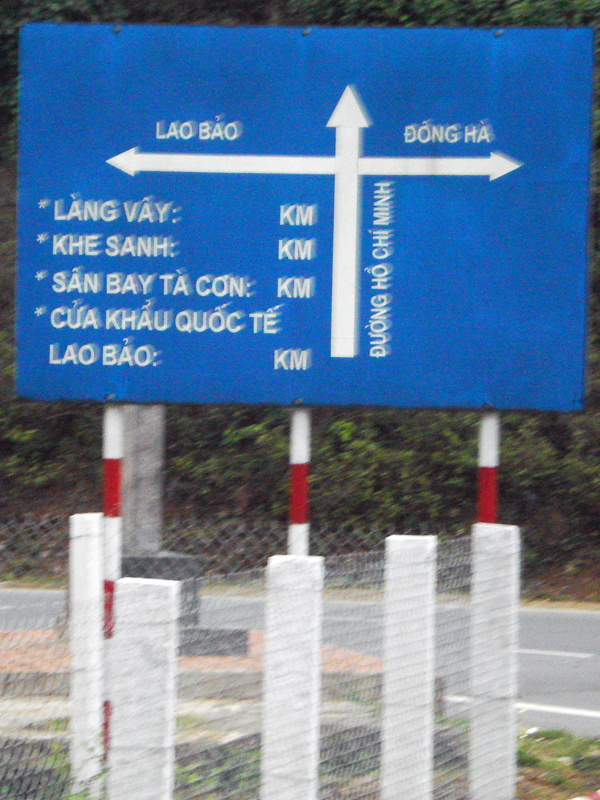 LAO BẢO
ĐÔNG HÀ
* LÀNG VÂY: KM
* KHE SANH: KM
* SÂN BAY TÀ CƠN: KM
* CỬA KHẨU QUỐC TẾ
LAO BẢO: KM
ĐƯỜNG HỒ CHÍ MINH